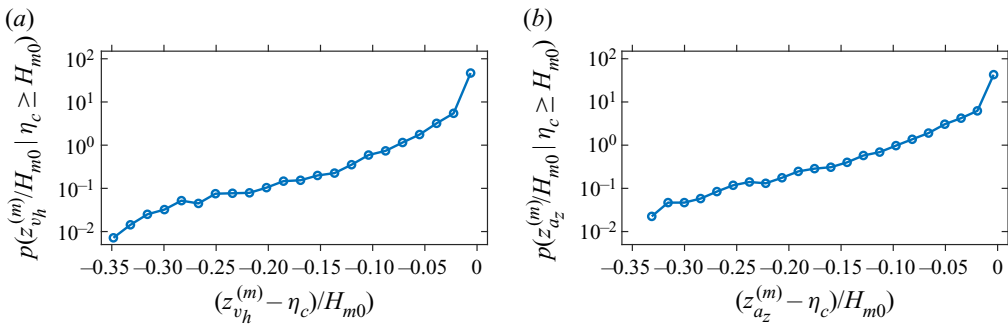 (a)
p(z_{v_h}^{(m)}/H_{m0} | η_c ≥ H_{m0})
10^2
10^1
10^0
10^{−1}
10^{−2}
−0.35 −0.30 −0.25 −0.20 −0.15 −0.10 −0.05 0
(z_{v_h}^{(m)} − η_c)/H_{m0})
(b)
p(z_{a_z}^{(m)}/H_{m0} | η_c ≥ H_{m0})
10^2
10^1
10^0
10^{−1}
10^{−2}
−0.35 −0.30 −0.25 −0.20 −0.15 −0.10 −0.05 0
(z_{a_z}^{(m)} − η_c)/H_{m0})